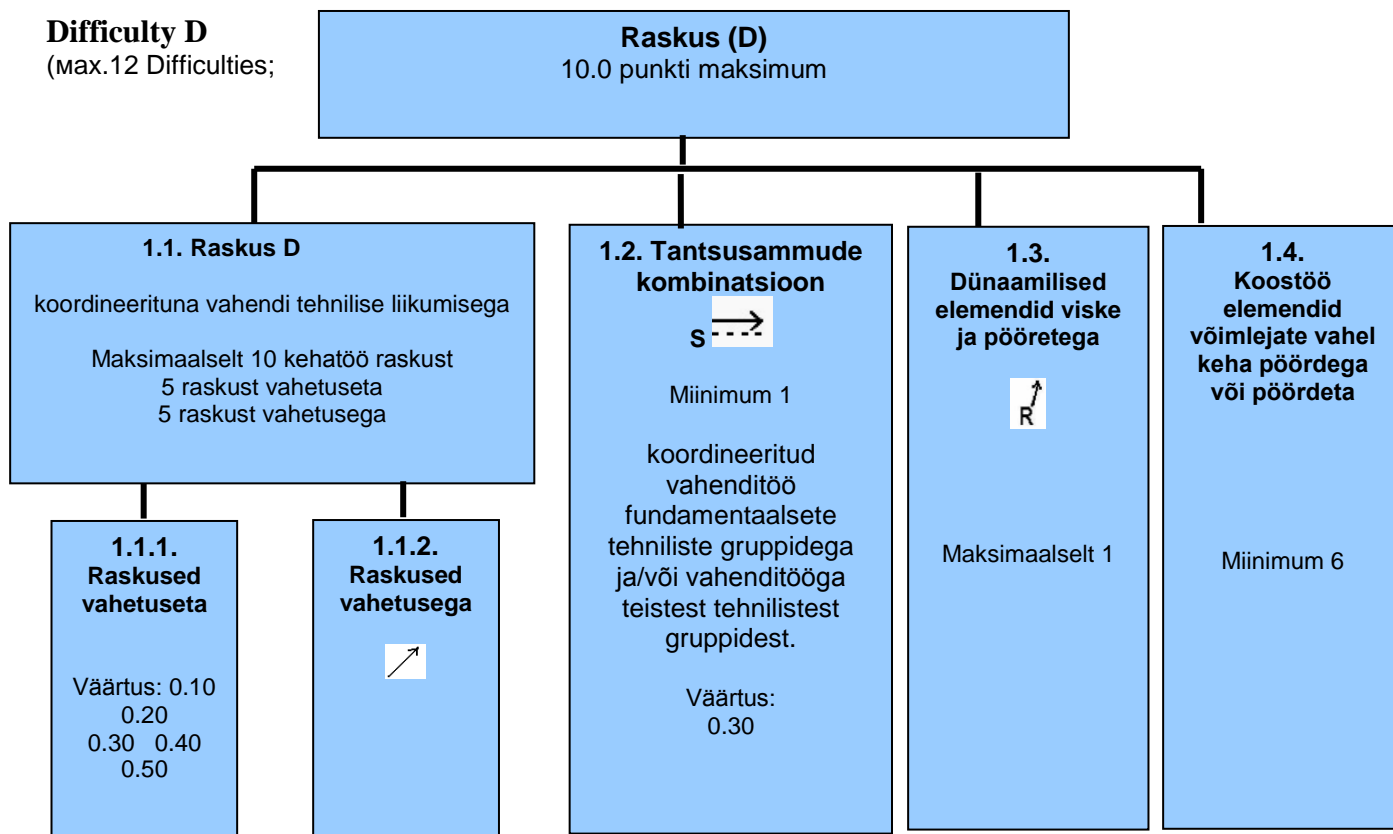 Difficulty D
(мax.12 Difficulties;
Raskus (D)
10.0 punkti maksimum
1.1. Raskus D
koordineerituna vahendi tehnilise liikumisega
Maksimaalselt 10 kehatöö raskust
5 raskust vahetuseta
5 raskust vahetusega
1.1.1.
Raskused
vahetuseta
Väärtus: 0.10
0.20
0.30 0.40
0.50
1.1.2.
Raskused
vahetusega
1.2. Tantsusammude
kombinatsioon
S
Miinimum 1
koordineeritud
vahenditöö
fundamentaalsete
tehniliste gruppidega
ja/või vahenditööga
teistest tehnilistest
gruppidest.
Väärtus:
0.30
1.3.
Dünaamilised
elemendid viske
ja pööretega
R
Maksimaalselt 1
1.4.
Koostöö
elemendid
võimlejate vahel
keha pöördega
või pöördeta
Miinimum 6